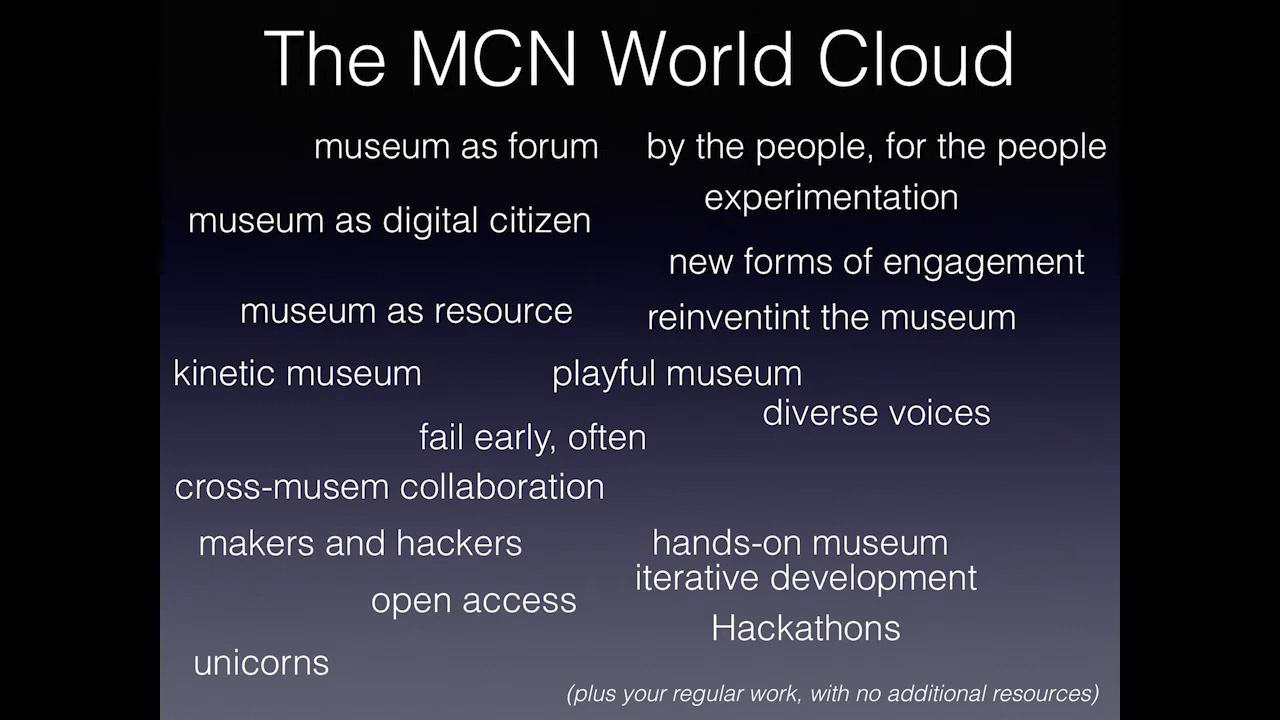 The MCN World Cloud
museum as forum
by the people, for the people
experimentation
museum as digital citizen
new forms of engagement
museum as resource
reinventint the museum
kinetic museum
playful museum
diverse voices
fail early, often
cross-musem collaboration
makers and hackers
hands-on museum
iterative development
open access
Hackathons
unicorns
(plus your regular work, with no additional resources)